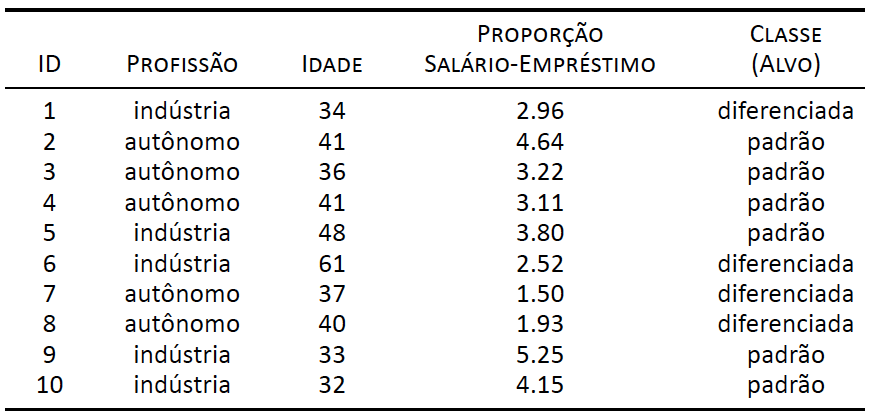 PROPORÇÃO CLASSE
ID PROFISSÃO IDADE SALÁRIO-EMPRÉSTIMO (ALVO)
1 indústria 34 2.96 diferenciada
2 autônomo 41 4.64 padrão
3 autônomo 36 3.22 padrão
4 autônomo 41 3.11 padrão
5 indústria 48 3.80 padrão
6 indústria 61 2.52 diferenciada
7 autônomo 37 1.50 diferenciada
8 autônomo 40 1.93 diferenciada
9 indústria 33 5.25 padrão
10 indústria 32 4.15 padrão